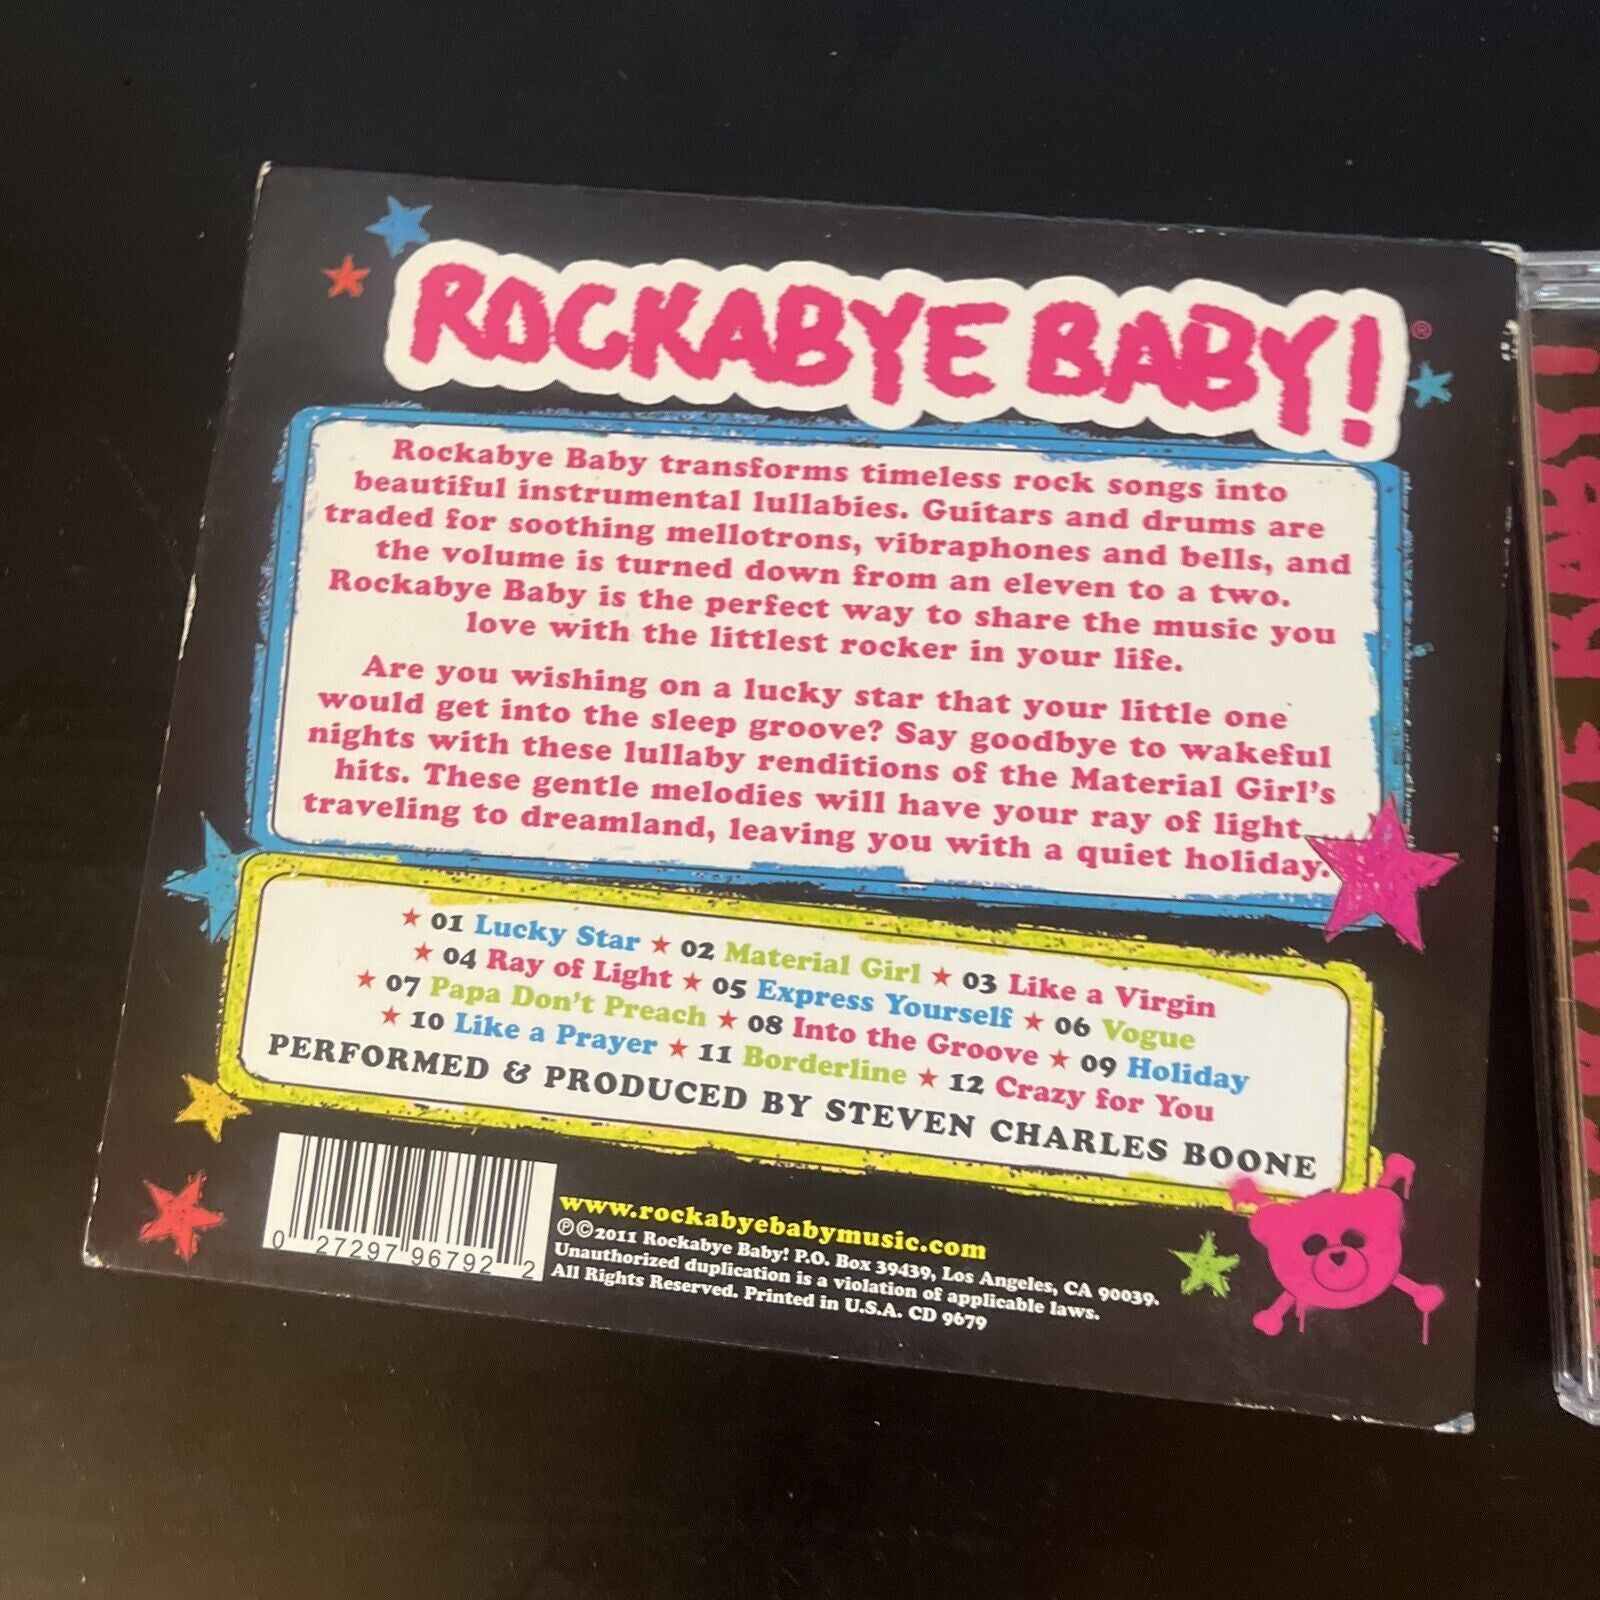 ROCKABYE BABY! ®
Rockabye Baby transforms timeless rock songs into
beautiful instrumental lullabies. Guitars and drums are
traded for soothing mellotrons, vibraphones and bells, and
the volume is turned down from an eleven to a two.
Rockabye Baby is the perfect way to share the music you
love with the littlest rocker in your life.
Are you wishing on a lucky star that your little one
would get into the sleep groove? Say goodbye to wakeful
nights with these lullaby renditions of the Material Girl's
hits. These gentle melodies will have your ray of light
traveling to dreamland, leaving you with a quiet holiday.
★ 01 Lucky Star ★ 02 Material Girl ★ 03 Like a Virgin
★ 04 Ray of Light ★ 05 Express Yourself ★ 06 Vogue
★ 07 Papa Don't Preach ★ 08 Into the Groove ★ 09 Holiday
★ 10 Like a Prayer ★ 11 Borderline ★ 12 Crazy for You
PERFORMED & PRODUCED BY STEVEN CHARLES BOONE
0 27297 96792 2
www.rockabyebabymusic.com
℗©2011 Rockabye Baby! P.O. Box 39439, Los Angeles, CA 90039.
Unauthorized duplication is a violation of applicable laws.
All Rights Reserved. Printed in U.S.A. CD 9679